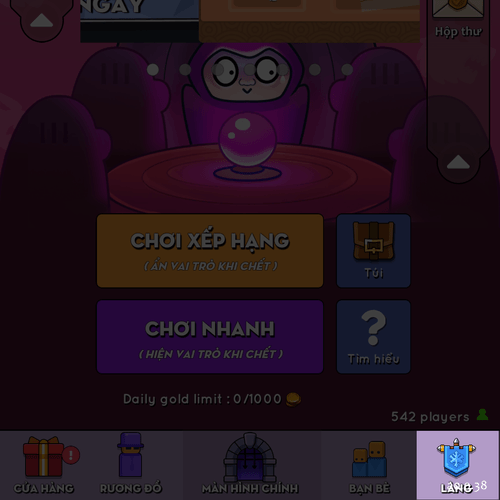 NGAY
Hộp thư
CHƠI XẾP HẠNG
( ẨN VAI TRÒ KHI CHẾT )
Túi
CHƠI NHANH
( HIỆN VAI TRÒ KHI CHẾT )
Tìm hiểu
Daily gold limit : 0/1000
542 players
CỬA HÀNG
RƯƠNG ĐỒ
MÀN HÌNH CHÍNH
BẠN BÈ
LÀNG